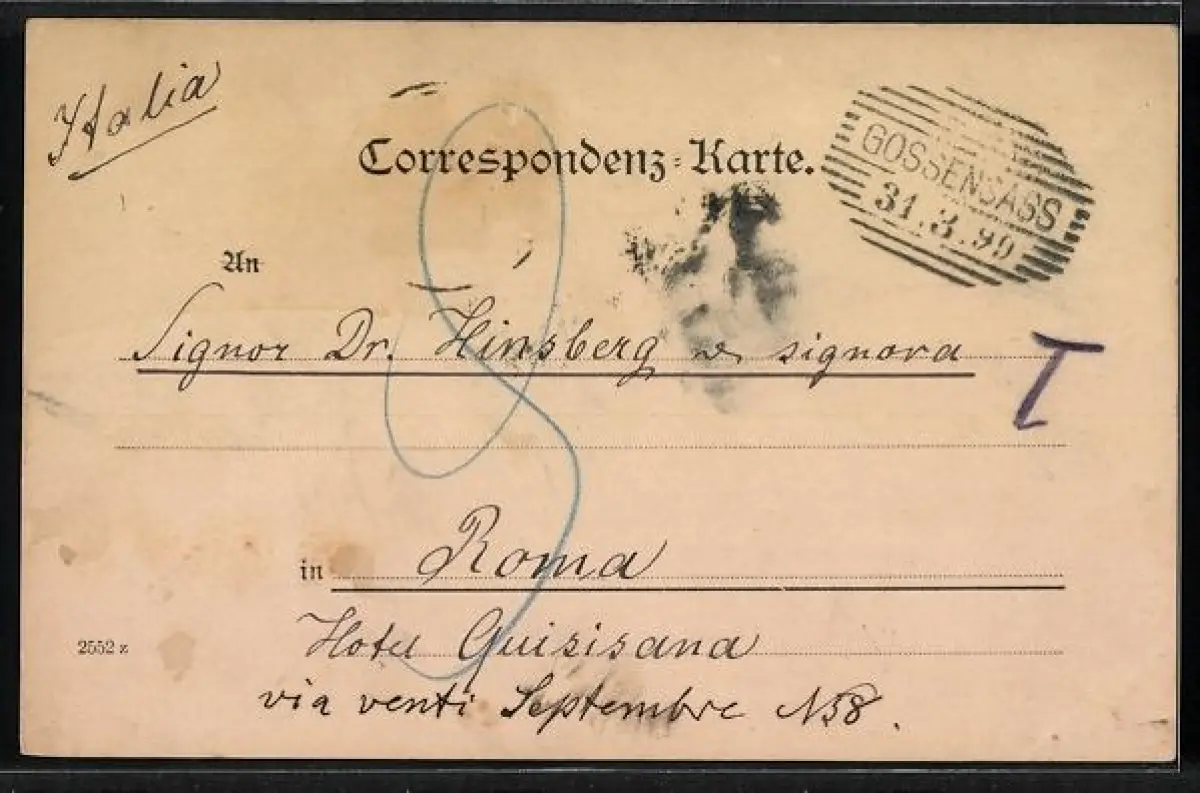 Italia
Correspondenz-Karte.
GOSSENSASS
31.3.99
An
Signor Dr. Hinsberg e signora
T
in Roma
Hotel Quisisana
2552 z
via venti Septembre N58.